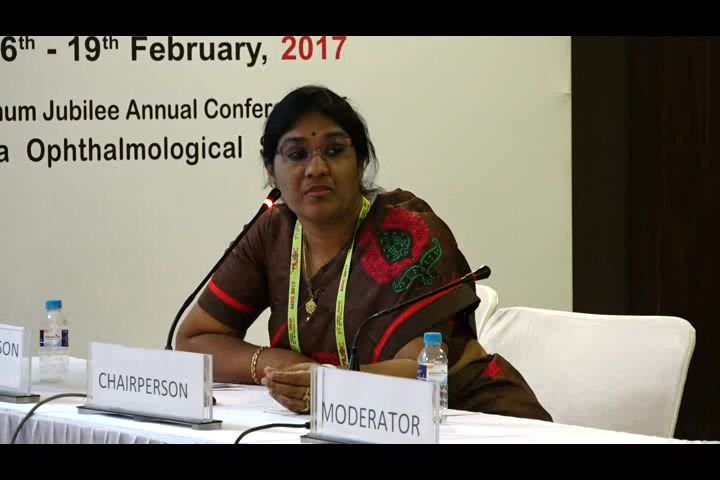 6th - 19th February, 2017
num Jubilee Annual Confer
a Ophthalmological S
SON
CHAIRPERSON
MODERATOR